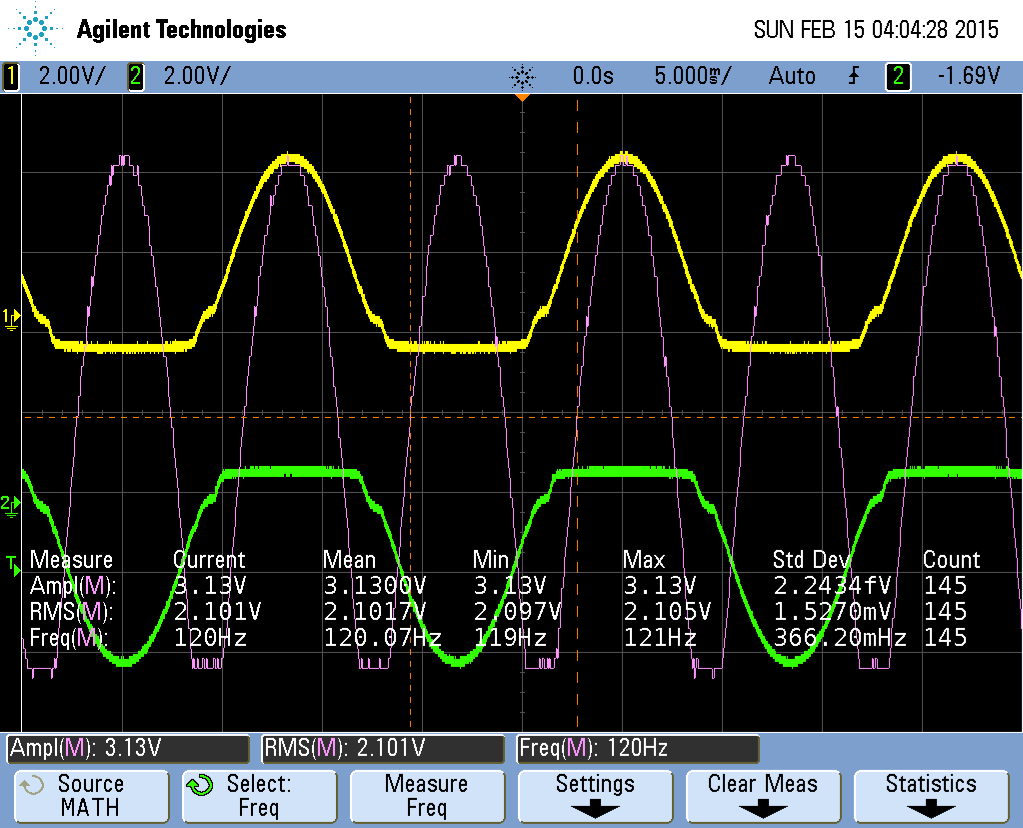 Agilent Technologies SUN FEB 15 04:04:28 2015
1 2.00V/ 2 2.00V/ 0.0s 5.000ms/ Auto 2 -1.69V
1
2
T
Measure Current Mean Min Max Std Dev Count
Ampl(M): 3.13V 3.1300V 3.13V 3.13V 2.2434fV 145
RMS(M): 2.101V 2.1017V 2.097V 2.105V 1.5270mV 145
Freq(M): 120Hz 120.07Hz 119Hz 121Hz 366.20mHz 145
Ampl(M): 3.13V RMS(M): 2.101V Freq(M): 120Hz
Source Select: Measure Settings Clear Meas Statistics
MATH Freq Freq